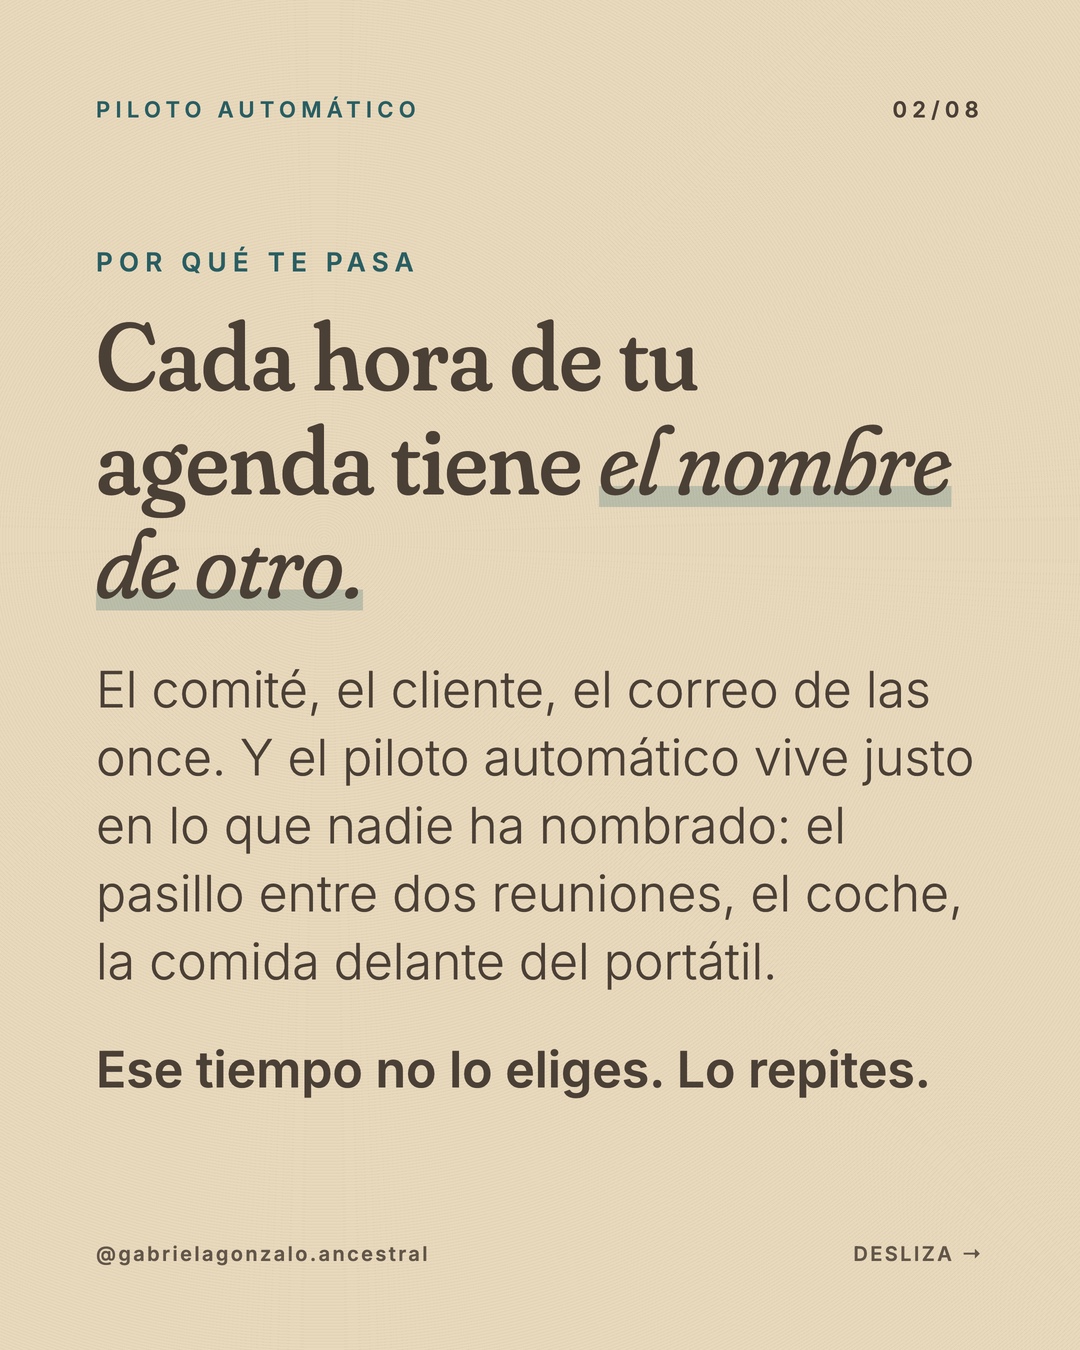 PILOTO AUTOMÁTICO
02/08
POR QUÉ TE PASA
Cada hora de tu
agenda tiene el nombre
de otro.
El comité, el cliente, el correo de las
once. Y el piloto automático vive justo
en lo que nadie ha nombrado: el
pasillo entre dos reuniones, el coche,
la comida delante del portátil.
Ese tiempo no lo eliges. Lo repites.
@gabrielagonzalo.ancestral
DESLIZA →